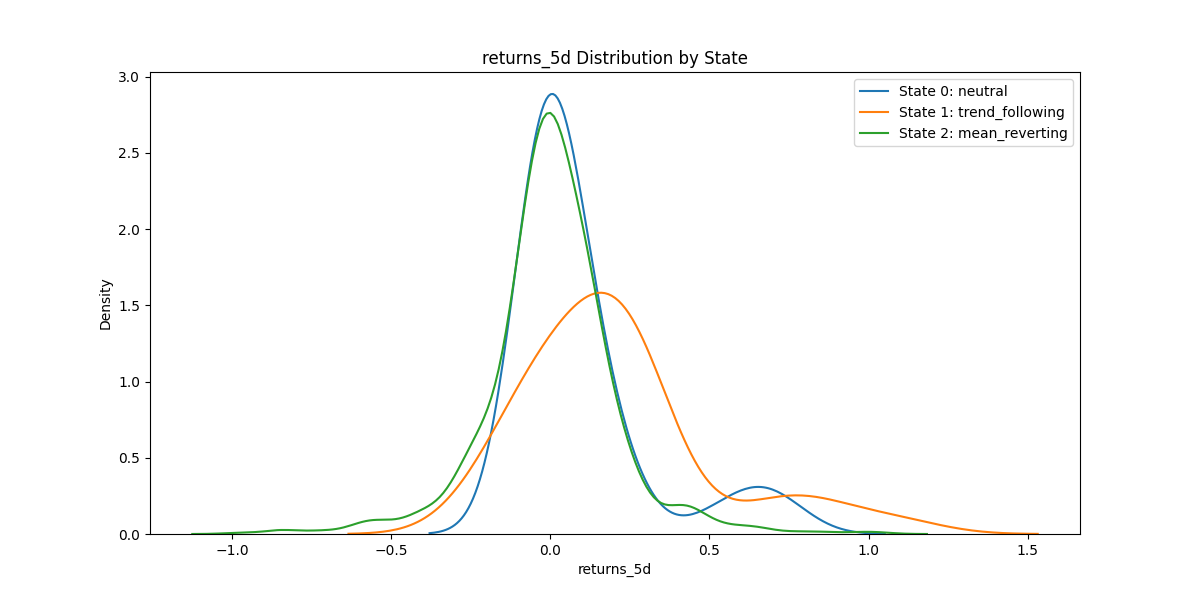 returns_5d Distribution by State
State 0: neutral
State 1: trend_following
State 2: mean_reverting
Density
3.0
2.5
2.0
1.5
1.0
0.5
0.0
−1.0
−0.5
0.0
0.5
1.0
1.5
returns_5d